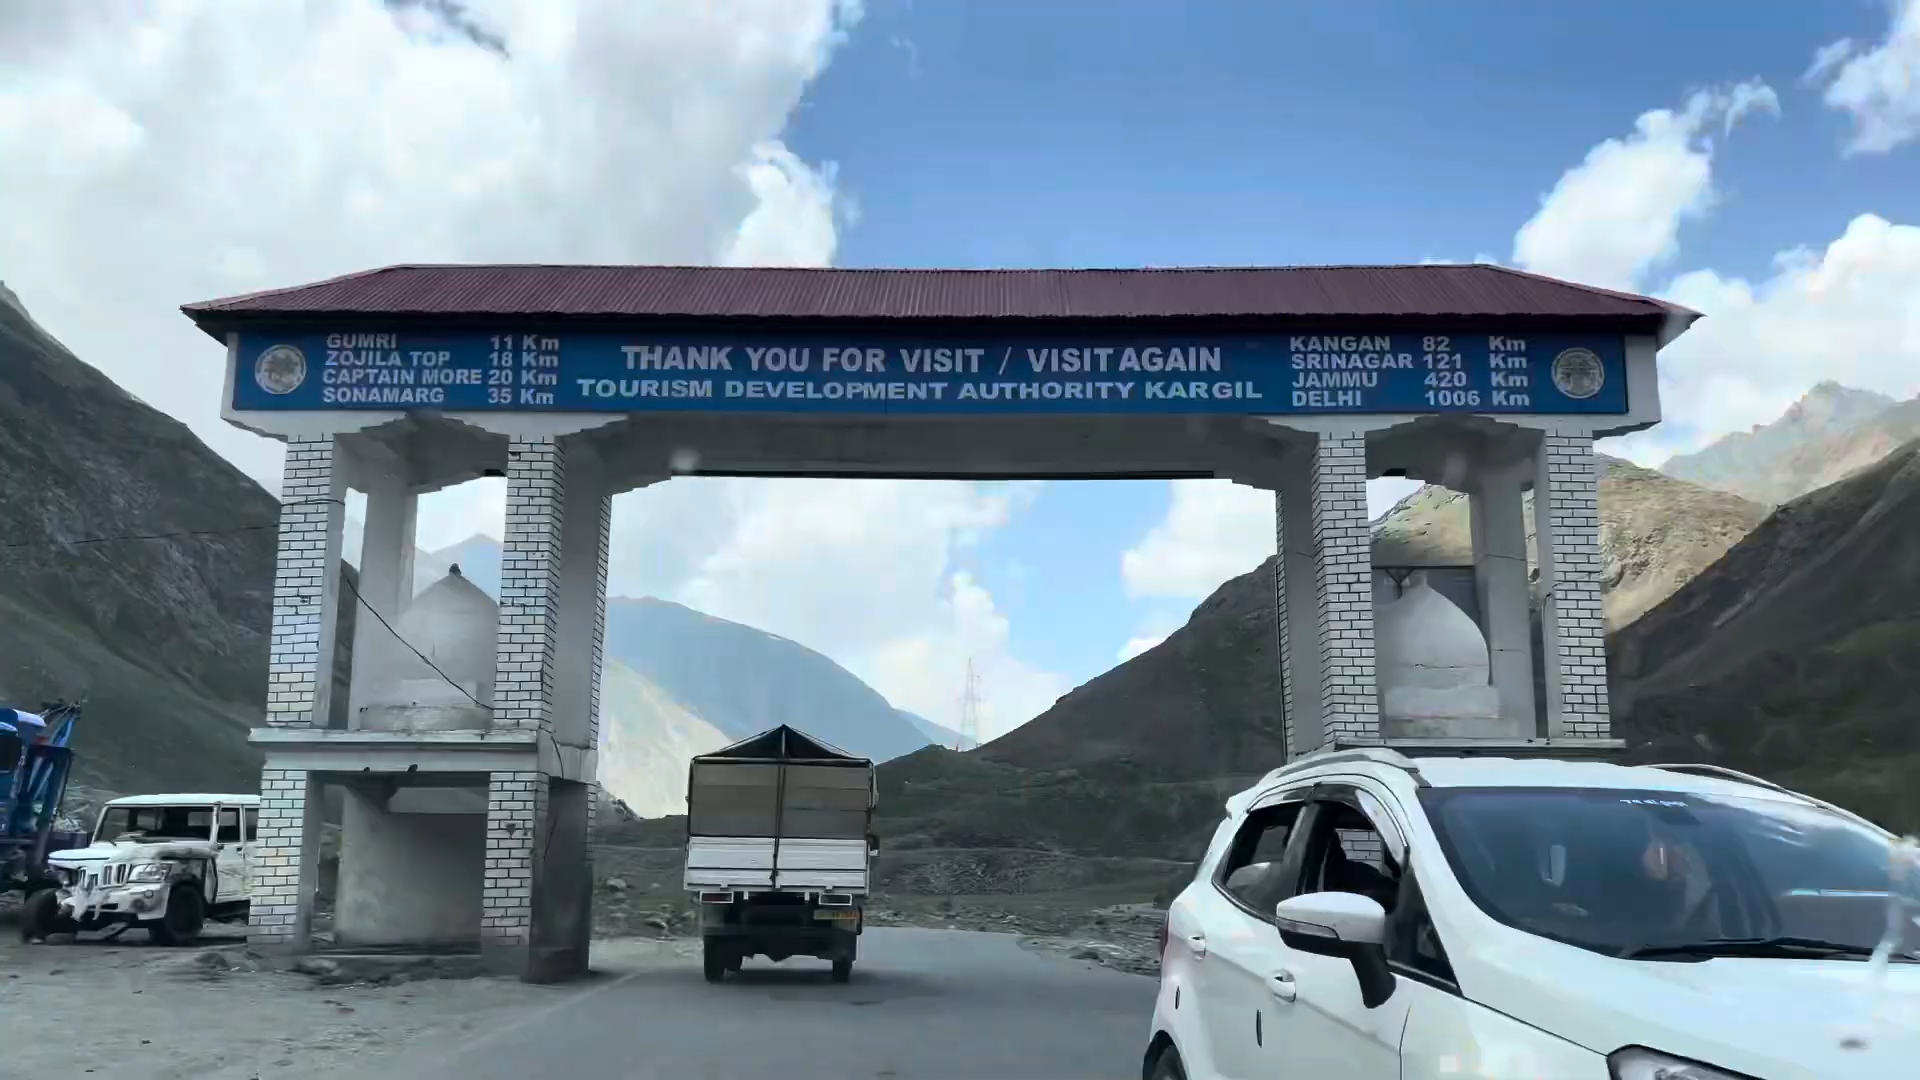 GUMRI 11 Km
ZOJILA TOP 18 Km
CAPTAIN MORE 20 Km
SONAMARG 35 Km
THANK YOU FOR VISIT / VISIT AGAIN
TOURISM DEVELOPMENT AUTHORITY KARGIL
KANGAN 82 Km
SRINAGAR 121 Km
JAMMU 420 Km
DELHI 1006 Km